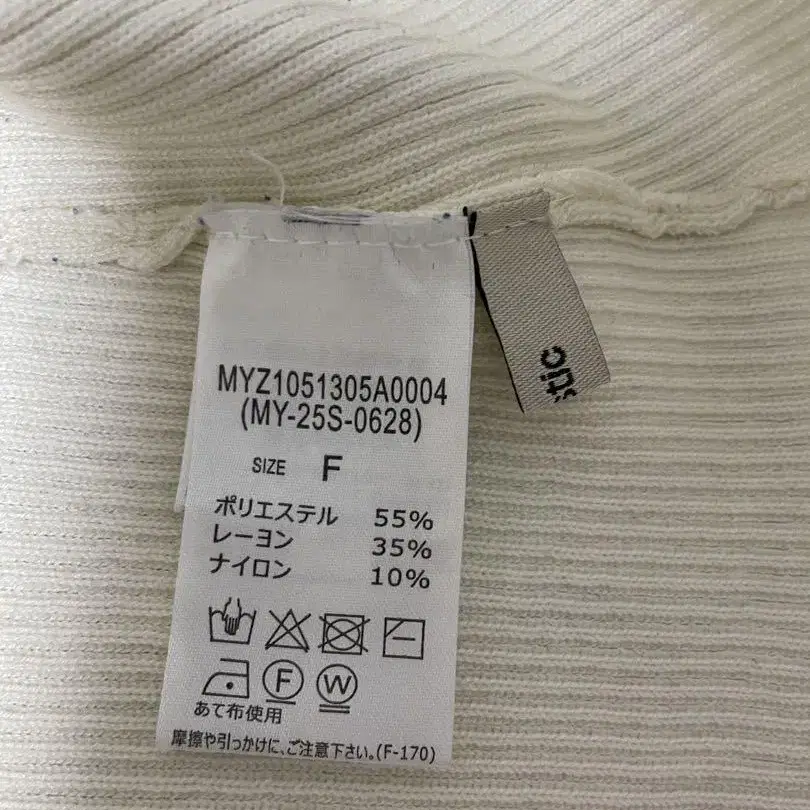 MYZ1051305A0004
(MY-25S-0628)
SIZE F
ポリエステル 55%
レーヨン 35%
ナイロン 10%
F W
あて布使用
摩擦や引っかけに、ご注意下さい。(F-170)
stic